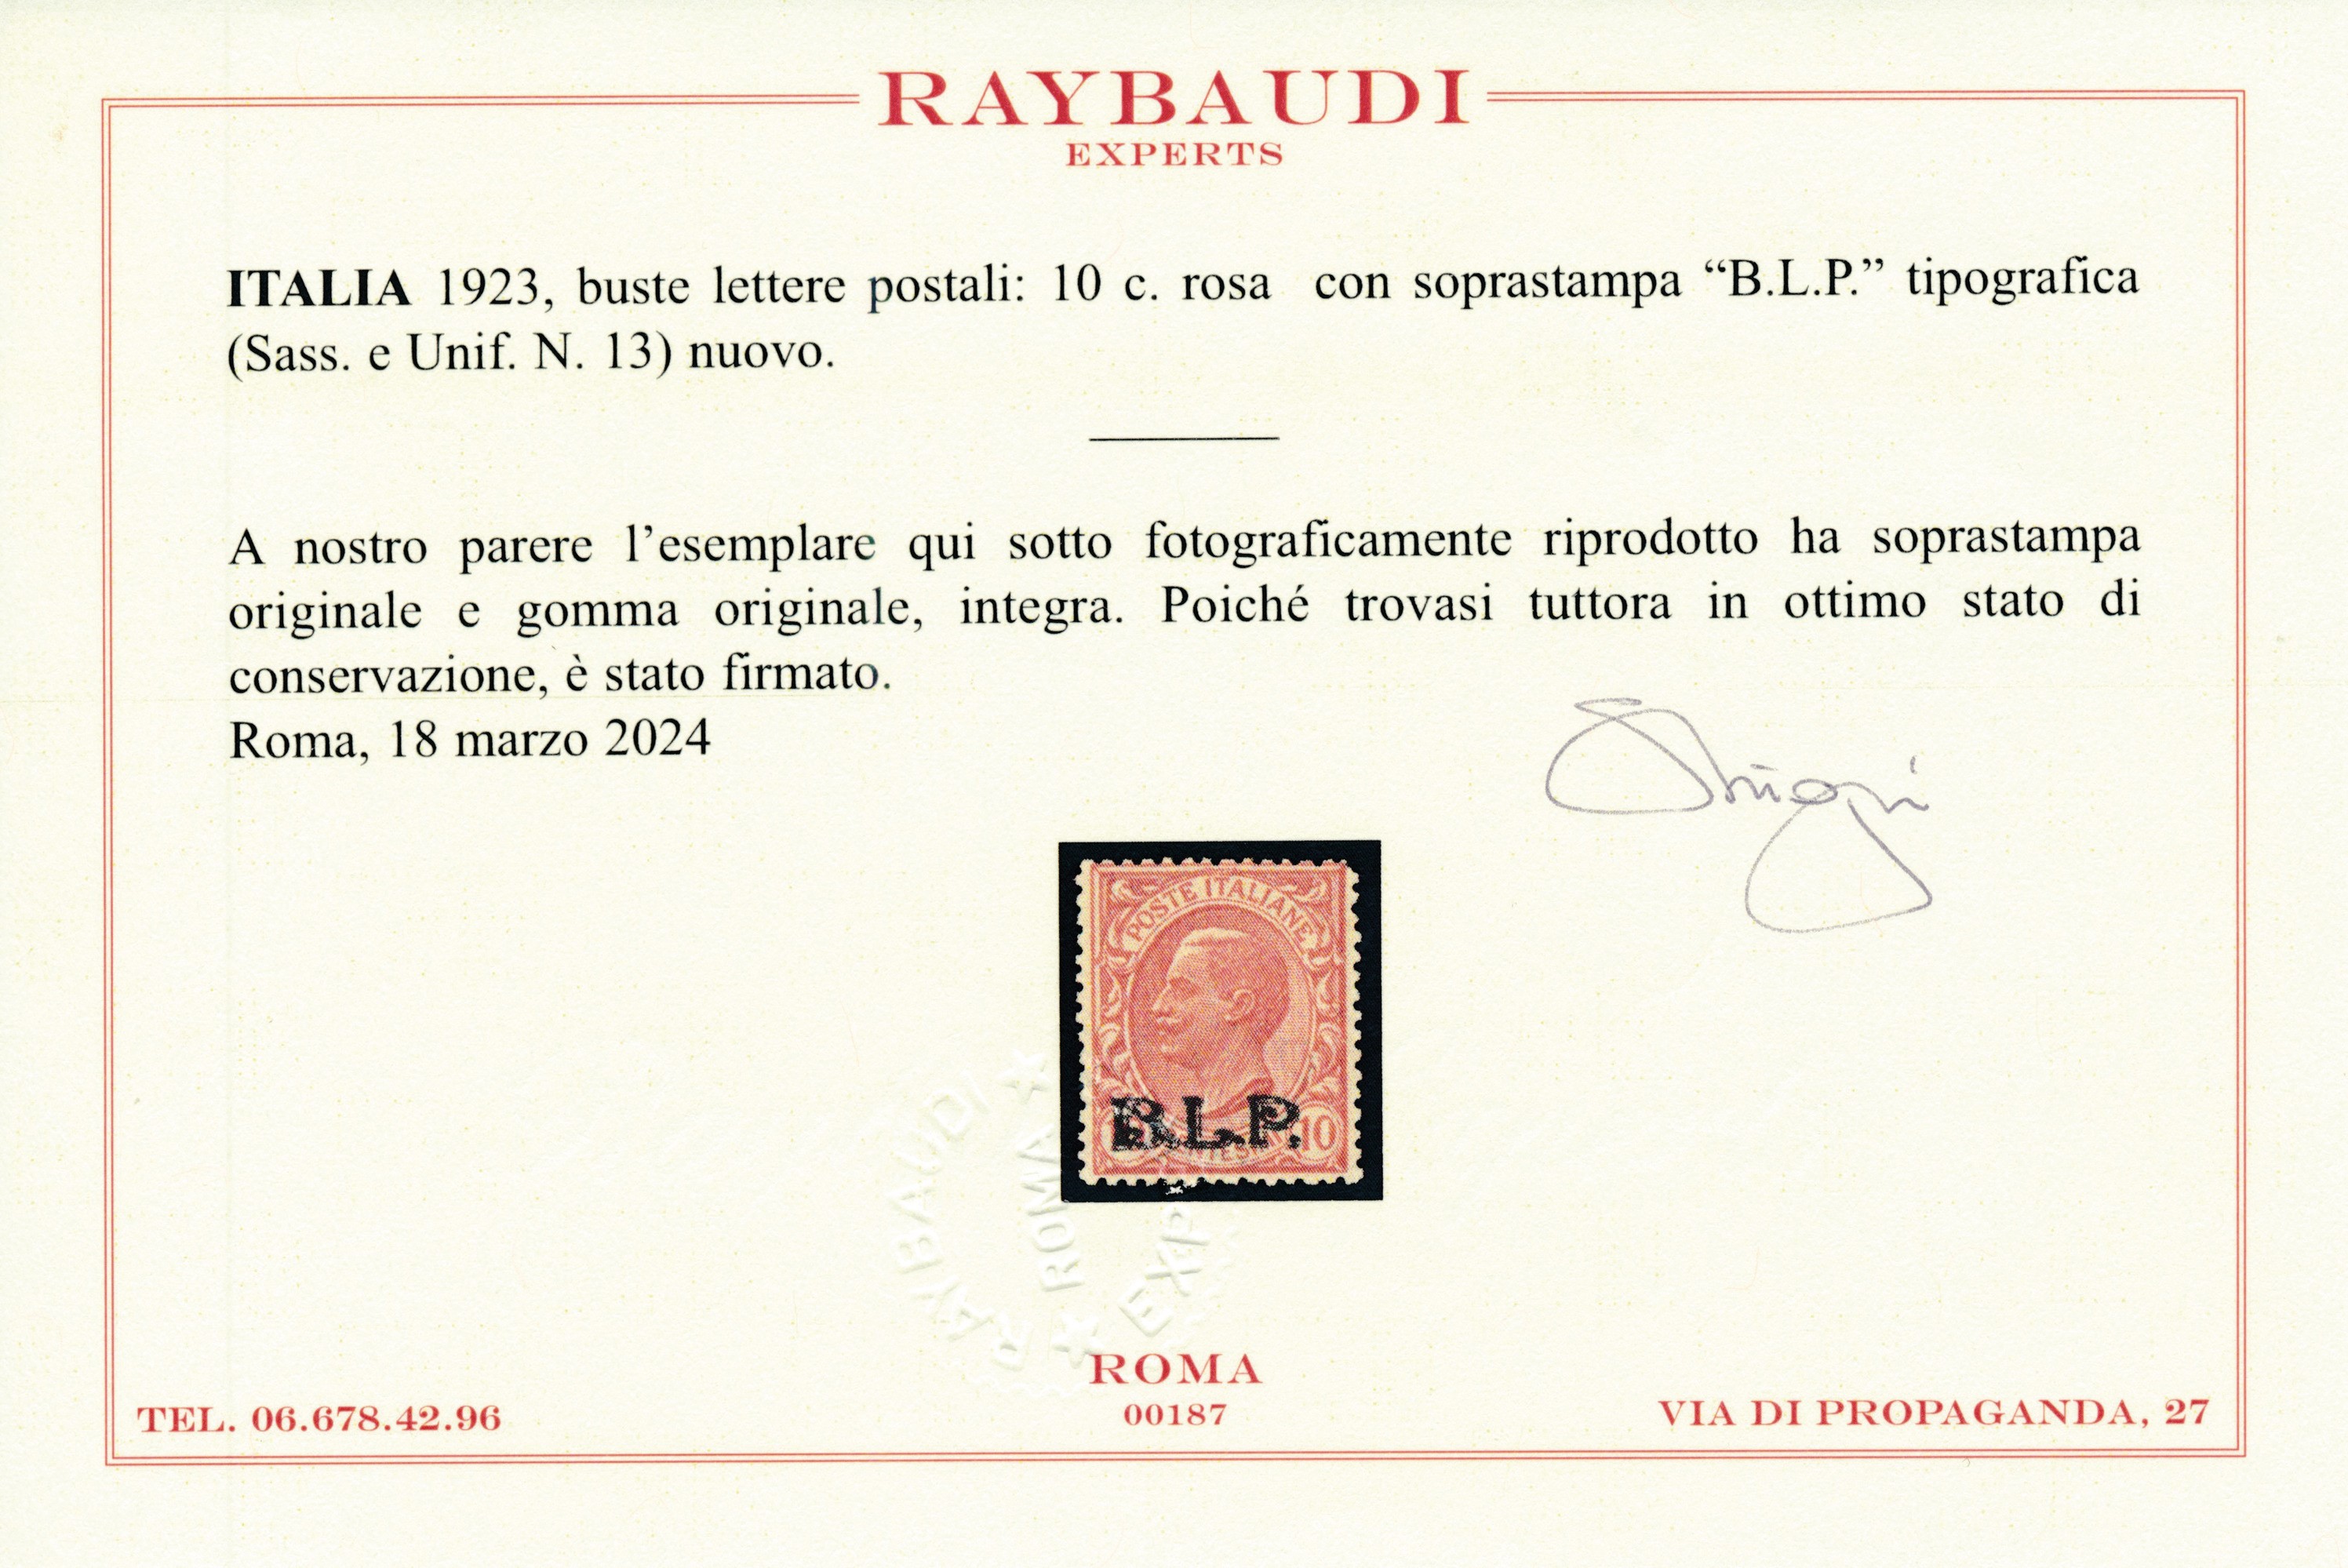 RAYBAUDI
EXPERTS
ITALIA 1923, buste lettere postali: 10 c. rosa con soprastampa “B.L.P.” tipografica
(Sass. e Unif. N. 13) nuovo.
A nostro parere l’esemplare qui sotto fotograficamente riprodotto ha soprastampa
originale e gomma originale, integra. Poiché trovasi tuttora in ottimo stato di
conservazione, è stato firmato.
Roma, 18 marzo 2024
POSTE ITALIANE
B.L.P.
10
RAYBAUDI
ROMA
EXP
ROMA
00187
TEL. 06.678.42.96
VIA DI PROPAGANDA, 27